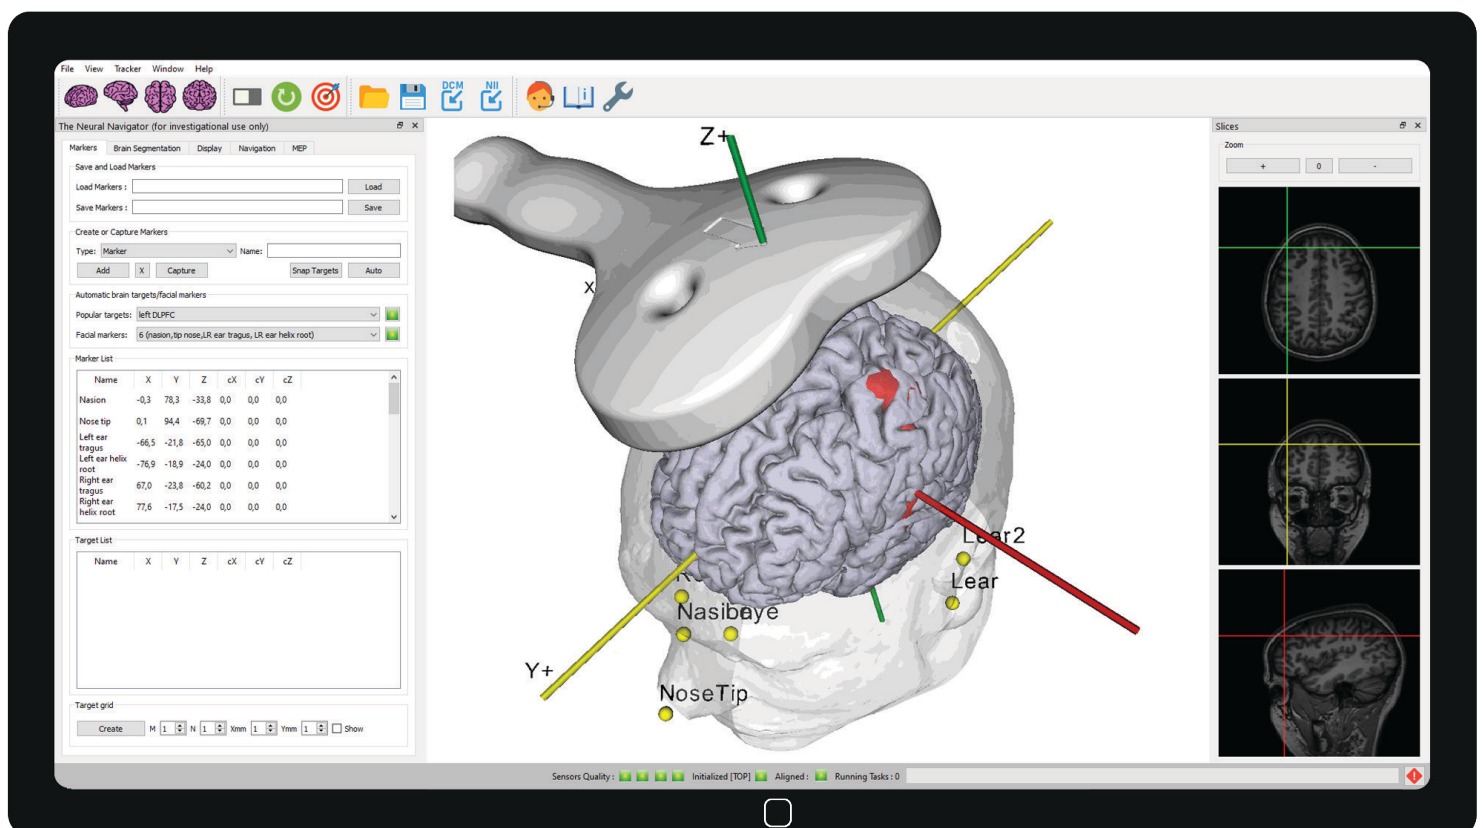 File View Tracker Window Help
DCM NII
The Neural Navigator (for investigational use only)
Markers Brain Segmentation Display Navigation MEP
Save and Load Markers
Load Markers : Load
Save Markers : Save
Create or Capture Markers
Type: Marker Name:
Add X Capture Snap Targets Auto
Automatic brain targets/facial markers
Popular targets: left DLPFC
Facial markers: 6 (nasion,tip nose,LR ear tragus, LR ear helix root)
Marker List
Name X Y Z cX cY cZ
Nasion -0,3 78,3 -33,8 0,0 0,0 0,0
Nose tip 0,1 94,4 -69,7 0,0 0,0 0,0
Left ear tragus -66,5 -21,8 -65,0 0,0 0,0 0,0
Left ear helix root -76,9 -18,9 -24,0 0,0 0,0 0,0
Right ear tragus 67,0 -23,8 -60,2 0,0 0,0 0,0
Right ear helix root 77,6 -17,5 -24,0 0,0 0,0 0,0
Target List
Name X Y Z cX cY cZ
Target grid
Create M 1 N 1 Xmm 1 Ymm 1 Show
Z+
x
Lear2
Lear
Y+
NoseTip
Slices
Zoom
+ 0 -
Sensors Quality : Initialized [TOP] Aligned : Running Tasks : 0